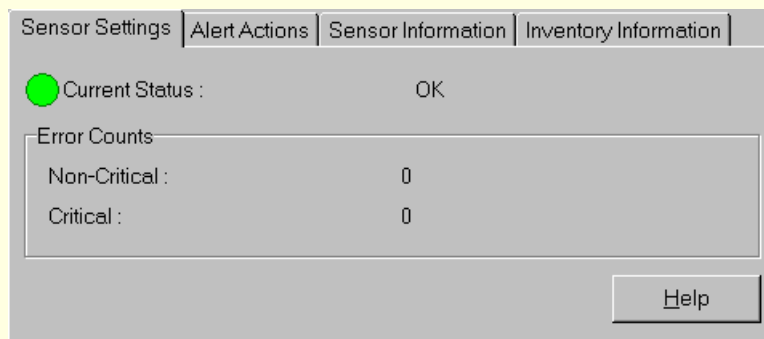 Sensor Settings Alert Actions Sensor Information Inventory Information
Current Status : OK
Error Counts
Non-Critical : 0
Critical : 0
Help